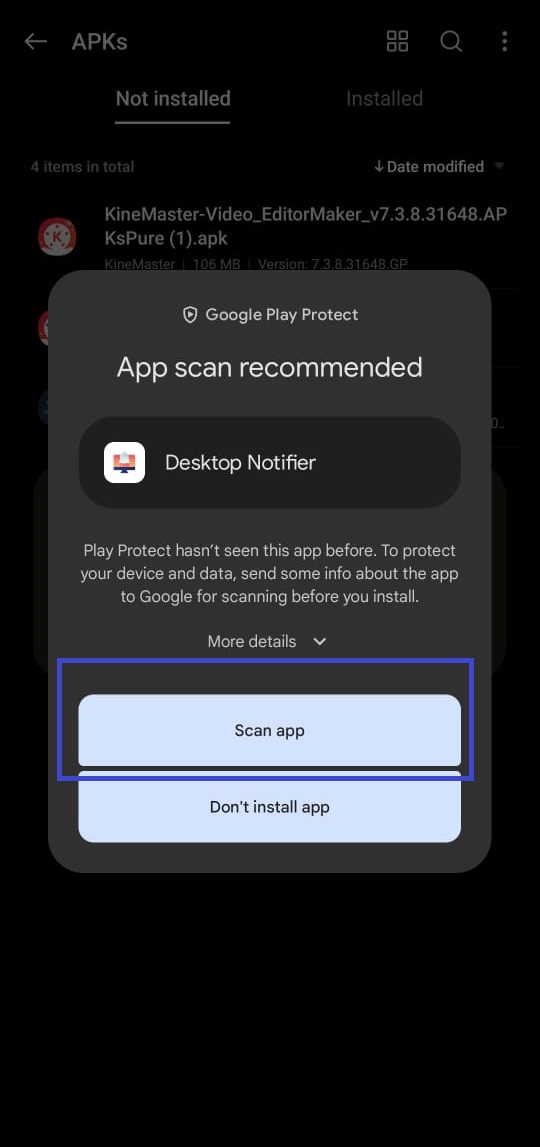 APKs
Not installed
Installed
4 items in total
Date modified
KineMaster-Video_EditorMaker_v7.3.8.31648.AP
KsPure (1).apk
KineMaster | 106 MB | Version: 7.3.8.31648.GP
0..
Google Play Protect
App scan recommended
Desktop Notifier
Play Protect hasn't seen this app before. To protect
your device and data, send some info about the app
to Google for scanning before you install.
More details
Scan app
Don't install app